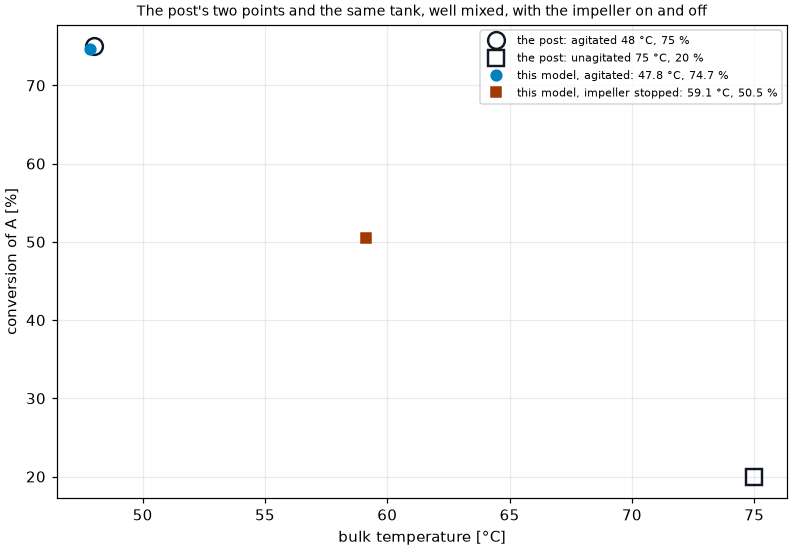 The post's two points and the same tank, well mixed, with the impeller on and off
the post: agitated 48 °C, 75 %
the post: unagitated 75 °C, 20 %
this model, agitated: 47.8 °C, 74.7 %
this model, impeller stopped: 59.1 °C, 50.5 %
conversion of A [%]
70
60
50
40
30
20
50 55 60 65 70 75
bulk temperature [°C]